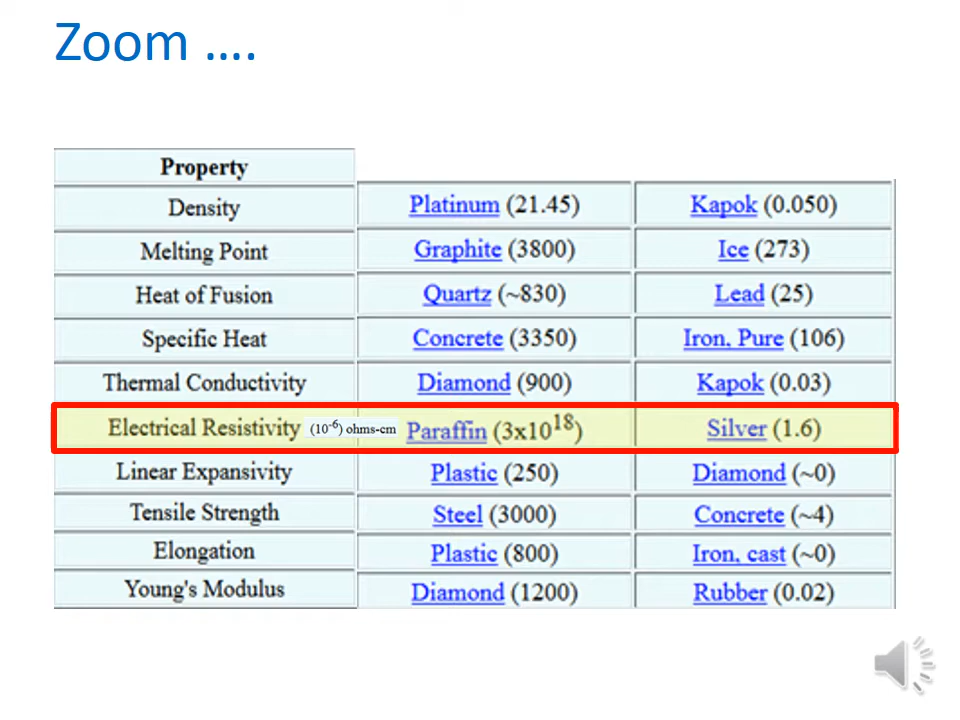 Zoom ....
Property
Density Platinum (21.45) Kapok (0.050)
Melting Point Graphite (3800) Ice (273)
Heat of Fusion Quartz (~830) Lead (25)
Specific Heat Concrete (3350) Iron, Pure (106)
Thermal Conductivity Diamond (900) Kapok (0.03)
Electrical Resistivity (10⁻⁶) ohms-cm Paraffin (3x10¹⁸) Silver (1.6)
Linear Expansivity Plastic (250) Diamond (~0)
Tensile Strength Steel (3000) Concrete (~4)
Elongation Plastic (800) Iron, cast (~0)
Young's Modulus Diamond (1200) Rubber (0.02)